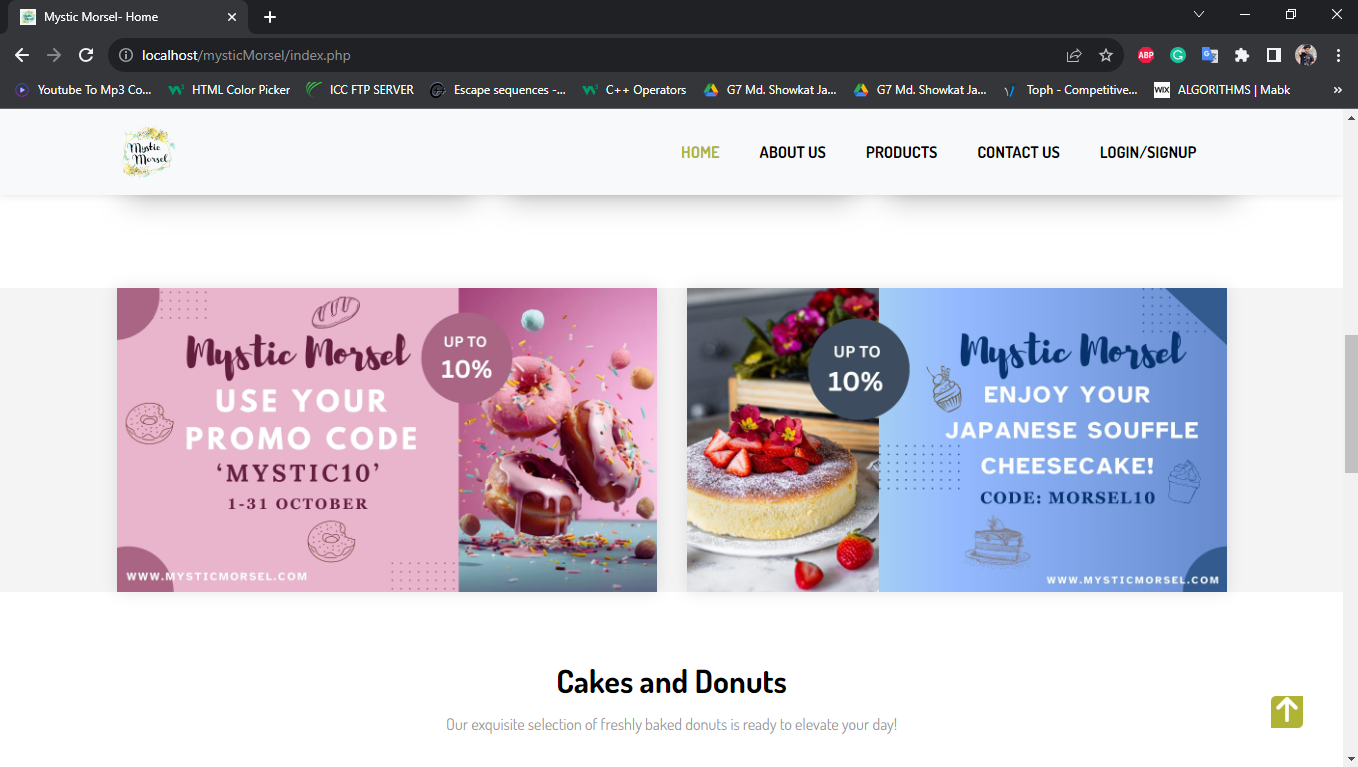 Mystic Morsel- Home
localhost/mysticMorsel/index.php
ABP
G
Youtube To Mp3 Co...
HTML Color Picker
ICC FTP SERVER
Escape sequences -...
C++ Operators
G7 Md. Showkat Ja...
G7 Md. Showkat Ja...
Toph - Competitive...
WIX
ALGORITHMS | Mabk
»
Mystic
Morsel
HOME
ABOUT US
PRODUCTS
CONTACT US
LOGIN/SIGNUP
Mystic Morsel
USE YOUR
PROMO CODE
‘MYSTIC10’
1-31 OCTOBER
WWW.MYSTICMORSEL.COM
UP TO
10%
UP TO
10%
Mystic Morsel
ENJOY YOUR
JAPANESE SOUFFLE
CHEESECAKE!
CODE: MORSEL10
WWW.MYSTICMORSEL.COM
Cakes and Donuts
Our exquisite selection of freshly baked donuts is ready to elevate your day!